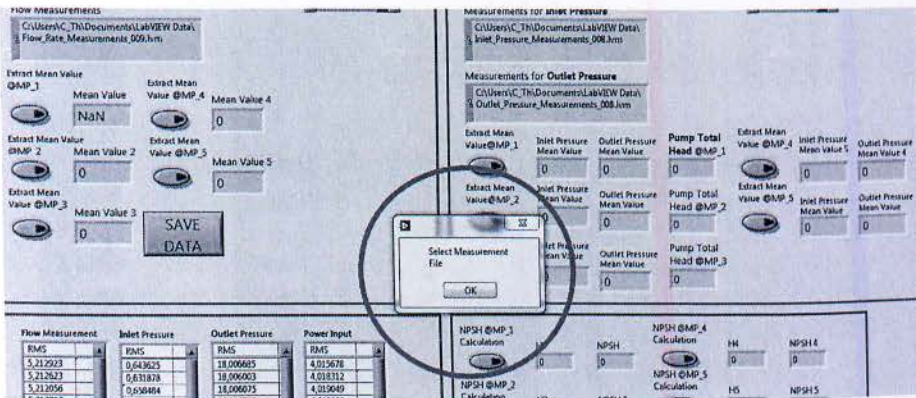 Flow Measurements
C:\Users\C_Th\Documents\LabVIEW Data\
Flow_Rate_Measurements_009.lvm
Extract Mean Value
@MP_1
Mean Value
NaN
Extract Mean
Value @MP_4
Mean Value 4
0
Extract Mean Value
@MP_2
Mean Value 2
0
Extract Mean
Value @MP_5
Mean Value 5
0
Extract Mean
Value @MP_3
Mean Value 3
0
SAVE
DATA
Measurements for Inlet Pressure
C:\Users\C_Th\Documents\LabVIEW Data\
Inlet_Pressure_Measurements_008.lvm
Measurements for Outlet Pressure
C:\Users\C_Th\Documents\LabVIEW Data\
Outlet_Pressure_Measurements_008.lvm
Extract Mean
Value@MP_1
Inlet Pressure
Mean Value
0
Outlet Pressure
Mean Value
0
Pump Total
Head @MP_1
0
Extract Mean
Value @MP_4
Inlet Pressure
Mean Value 5
0
Outlet Pressure
Mean Value 4
0
Extract Mean
Value@MP_2
Inlet Pressure
Mean Value
0
Outlet Pressure
Mean Value
0
Pump Total
Head @MP_2
0
Extract Mean
Value @MP_5
Inlet Pressure
Mean Value
0
Outlet Pressure
Mean Value
0
Pressure
Mean Value
0
Outlet Pressure
Mean Value
0
Pump Total
Head @MP_3
0
Select Measurement
File
OK
Flow Measurement
RMS
5,212923
5,212623
5,212056
Inlet Pressure
RMS
0,643625
0,631878
0,658484
Outlet Pressure
RMS
18,006685
18,006003
18,006075
Power Input
RMS
4,015678
4,018312
4,019049
NPSH @MP_1
Calculation
0
NPSH
0
NPSH @MP_4
Calculation
H4
0
NPSH 4
0
NPSH @MP_2
Calculation
NPSH @MP_5
Calculation
H5
NPSH 5